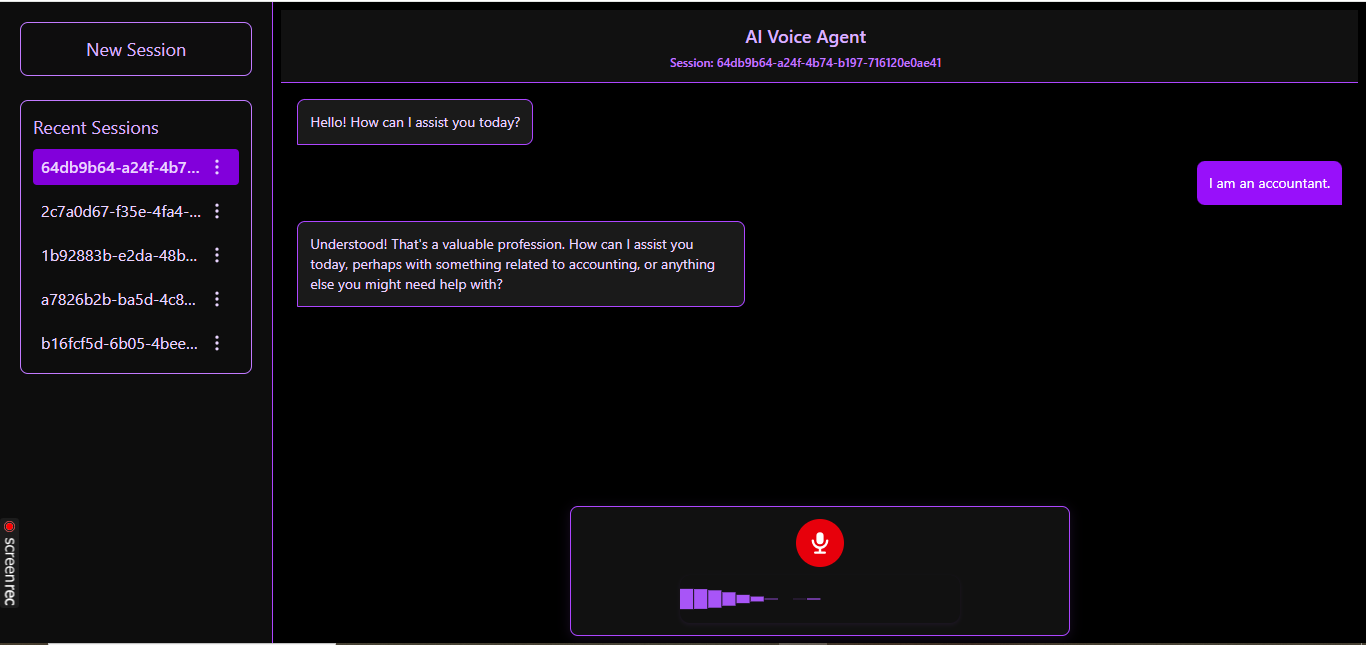 New Session
Recent Sessions
64db9b64-a24f-4b7...
2c7a0d67-f35e-4fa4-...
1b92883b-e2da-48b...
a7826b2b-ba5d-4c8...
b16fcf5d-6b05-4bee...
screenrec
AI Voice Agent
Session: 64db9b64-a24f-4b74-b197-716120e0ae41
Hello! How can I assist you today?
I am an accountant.
Understood! That's a valuable profession. How can I assist you
today, perhaps with something related to accounting, or anything
else you might need help with?